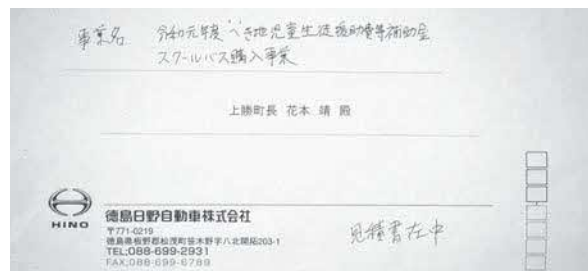 事業名 令和元年度 へき地児童生徒援助費等補助金
スクールバス購入事業
上勝町長 花本 靖 殿
HINO
徳島日野自動車株式会社
〒771-0219
徳島県板野郡松茂町笹木野字八北開拓203-1
TEL;088-699-2931
FAX;088-699-6789
見積書在中